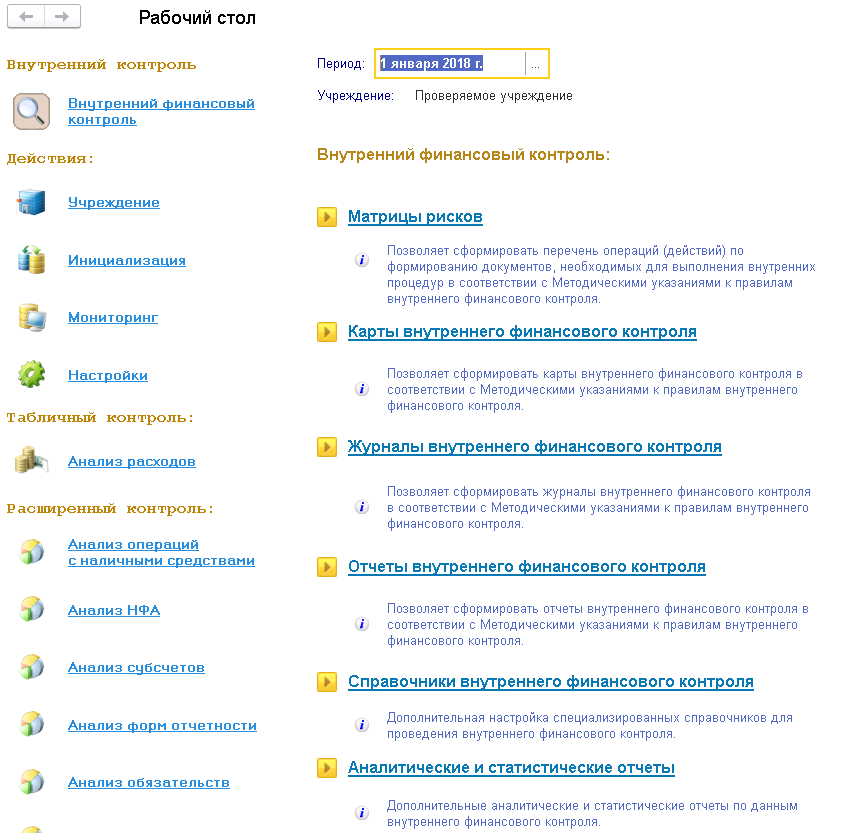 Рабочий стол
Внутренний контроль
Внутренний финансовый
контроль
Действия:
Учреждение
Инициализация
Мониторинг
Настройки
Табличный контроль:
Анализ расходов
Расширенный контроль:
Анализ операций
с наличными средствами
Анализ НФА
Анализ субсчетов
Анализ форм отчетности
Анализ обязательств
Период: 1 января 2018 г. ...
Учреждение: Проверяемое учреждение
Внутренний финансовый контроль:
Матрицы рисков
Позволяет сформировать перечень операций (действий) по
формированию документов, необходимых для выполнения внутренних
процедур в соответствии с Методическими указаниями к правилам
внутреннего финансового контроля.
Карты внутреннего финансового контроля
Позволяет сформировать карты внутреннего финансового контроля в
соответствии с Методическими указаниями к правилам внутреннего
финансового контроля.
Журналы внутреннего финансового контроля
Позволяет сформировать журналы внутреннего финансового контроля
в соответствии с Методическими указаниями к правилам внутреннего
финансового контроля.
Отчеты внутреннего финансового контроля
Позволяет сформировать отчеты внутреннего финансового контроля в
соответствии с Методическими указаниями к правилам внутреннего
финансового контроля.
Справочники внутреннего финансового контроля
Дополнительная настройка специализированных справочников для
проведения внутреннего финансового контроля.
Аналитические и статистические отчеты
Дополнительные аналитические и статистические отчеты по данным
внутреннего финансового контроля.